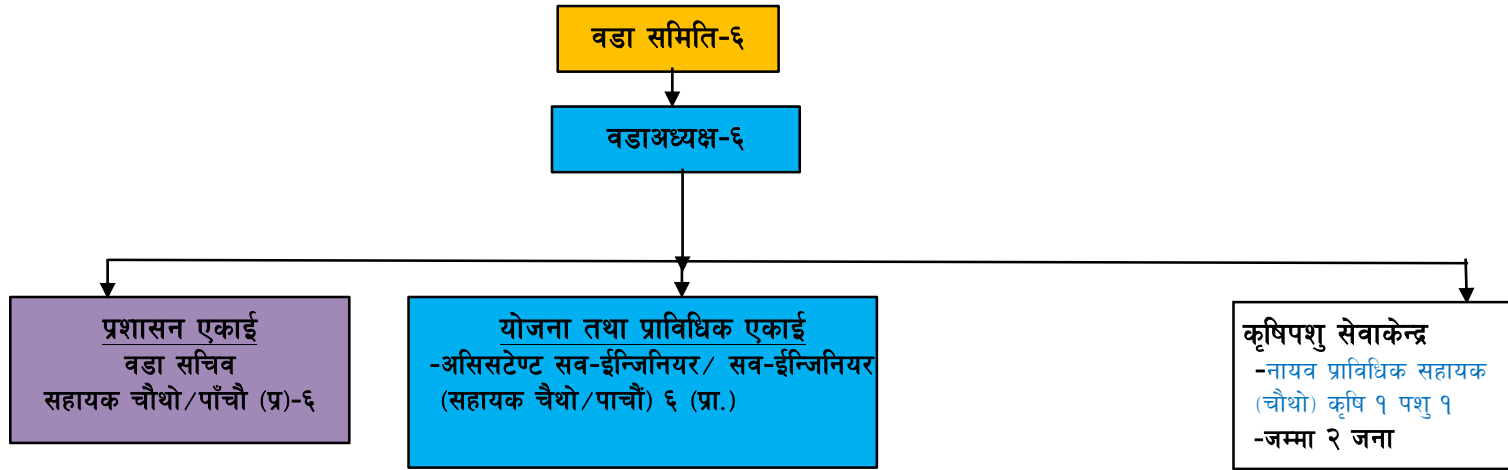 वडा समिति-६
वडाअध्यक्ष-६
प्रशासन एकाई
वडा सचिव
सहायक चौथो/पाँचौ (प्र)-६
योजना तथा प्राविधिक एकाई
-असिसटेण्ट सव-ईन्जिनियर/ सव-ईन्जिनियर
(सहायक चैथो/पाचौं) ६ (प्रा.)
कृषिपशु सेवाकेन्द्र
-नायव प्राविधिक सहायक
(चौथो) कृषि १ पशु १
-जम्मा २ जना